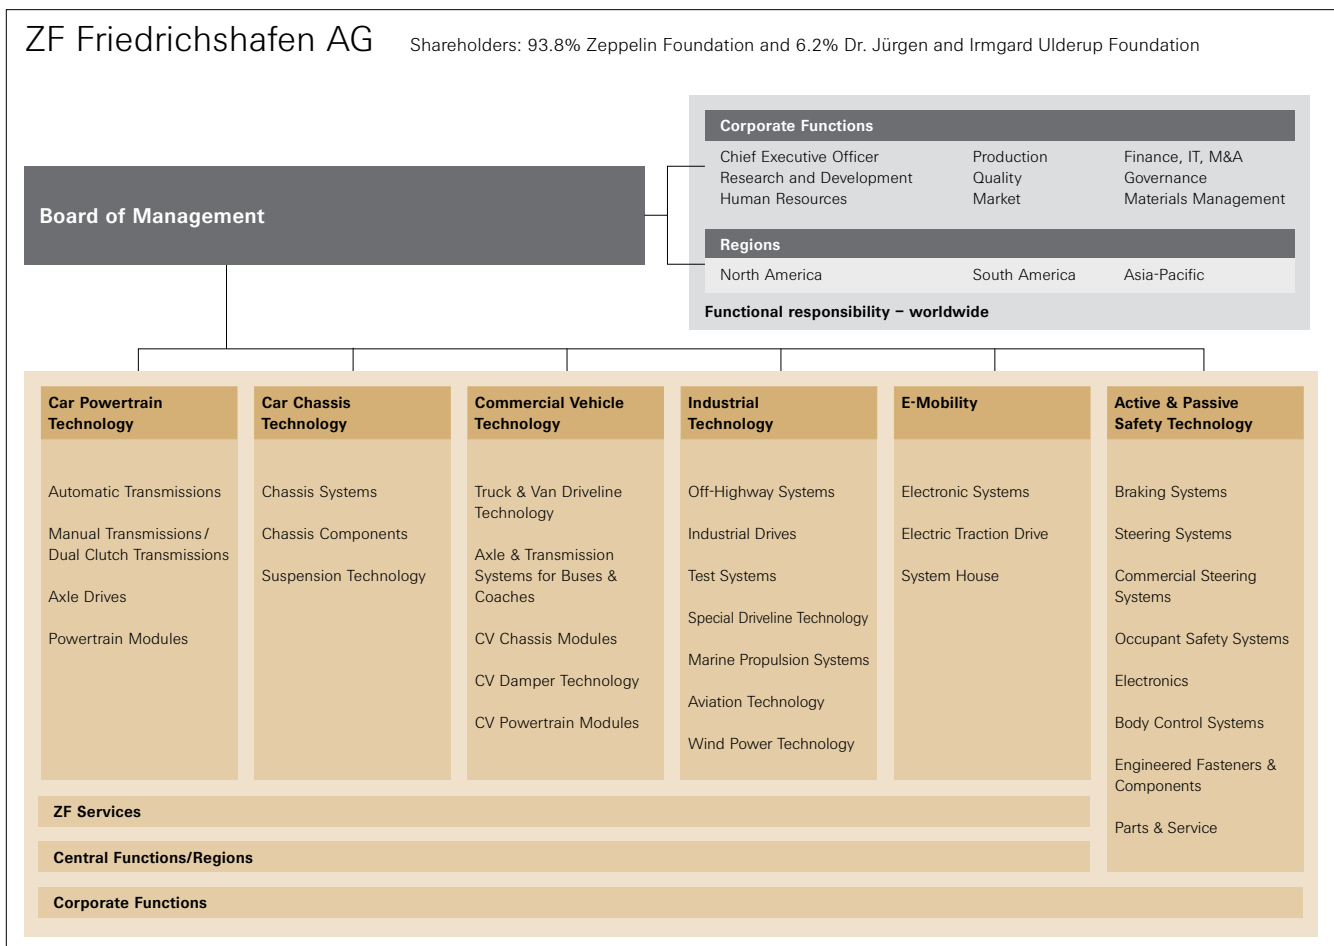 ZF Friedrichshafen AG
Shareholders: 93.8% Zeppelin Foundation and 6.2% Dr. Jürgen and Irmgard Ulderup Foundation
Board of Management
Corporate Functions
Chief Executive Officer
Research and Development
Human Resources
Production
Quality
Market
Finance, IT, M&A
Governance
Materials Management
Regions
North America
South America
Asia-Pacific
Functional responsibility – worldwide
Car Powertrain
Technology
Automatic Transmissions
Manual Transmissions/
Dual Clutch Transmissions
Axle Drives
Powertrain Modules
Car Chassis
Technology
Chassis Systems
Chassis Components
Suspension Technology
Commercial Vehicle
Technology
Truck & Van Driveline
Technology
Axle & Transmission
Systems for Buses &
Coaches
CV Chassis Modules
CV Damper Technology
CV Powertrain Modules
Industrial
Technology
Off-Highway Systems
Industrial Drives
Test Systems
Special Driveline Technology
Marine Propulsion Systems
Aviation Technology
Wind Power Technology
E-Mobility
Electronic Systems
Electric Traction Drive
System House
Active & Passive
Safety Technology
Braking Systems
Steering Systems
Commercial Steering
Systems
Occupant Safety Systems
Electronics
Body Control Systems
Engineered Fasteners &
Components
Parts & Service
ZF Services
Central Functions/Regions
Corporate Functions